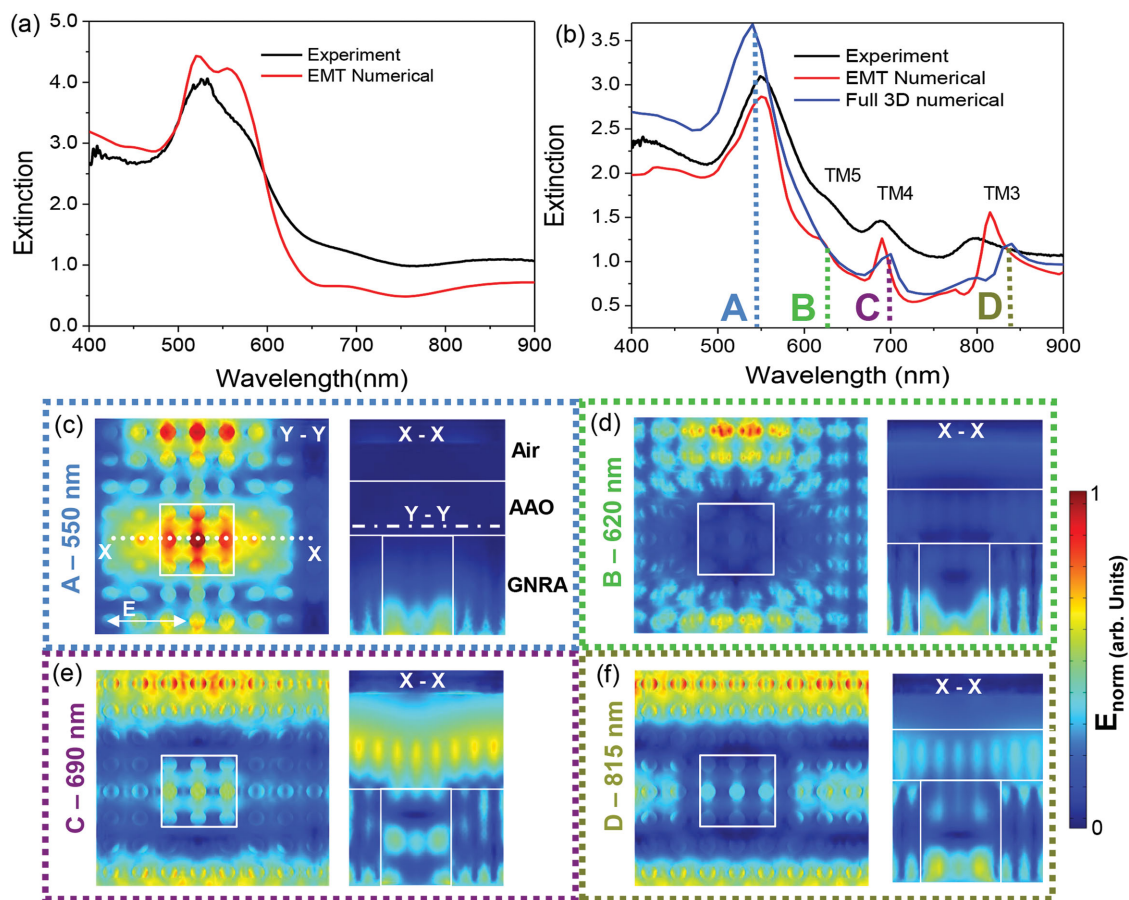 (a)
Experiment
EMT Numerical
5.0
4.0
3.0
2.0
1.0
0.0
Extinction
400 500 600 700 800 900
Wavelength(nm)
(b)
Experiment
EMT Numerical
Full 3D numerical
3.5
3.0
2.5
2.0
1.5
1.0
0.5
Extinction
TM5
TM4
TM3
A B C D
400 500 600 700 800 900
Wavelength (nm)
(c)
A – 550 nm
Y - Y
X X
E
X - X
Air
AAO
Y - Y
GNRA
(d)
B – 620 nm
X - X
(e)
C – 690 nm
X - X
(f)
D – 815 nm
X - X
1
0
Enorm (arb. Units)